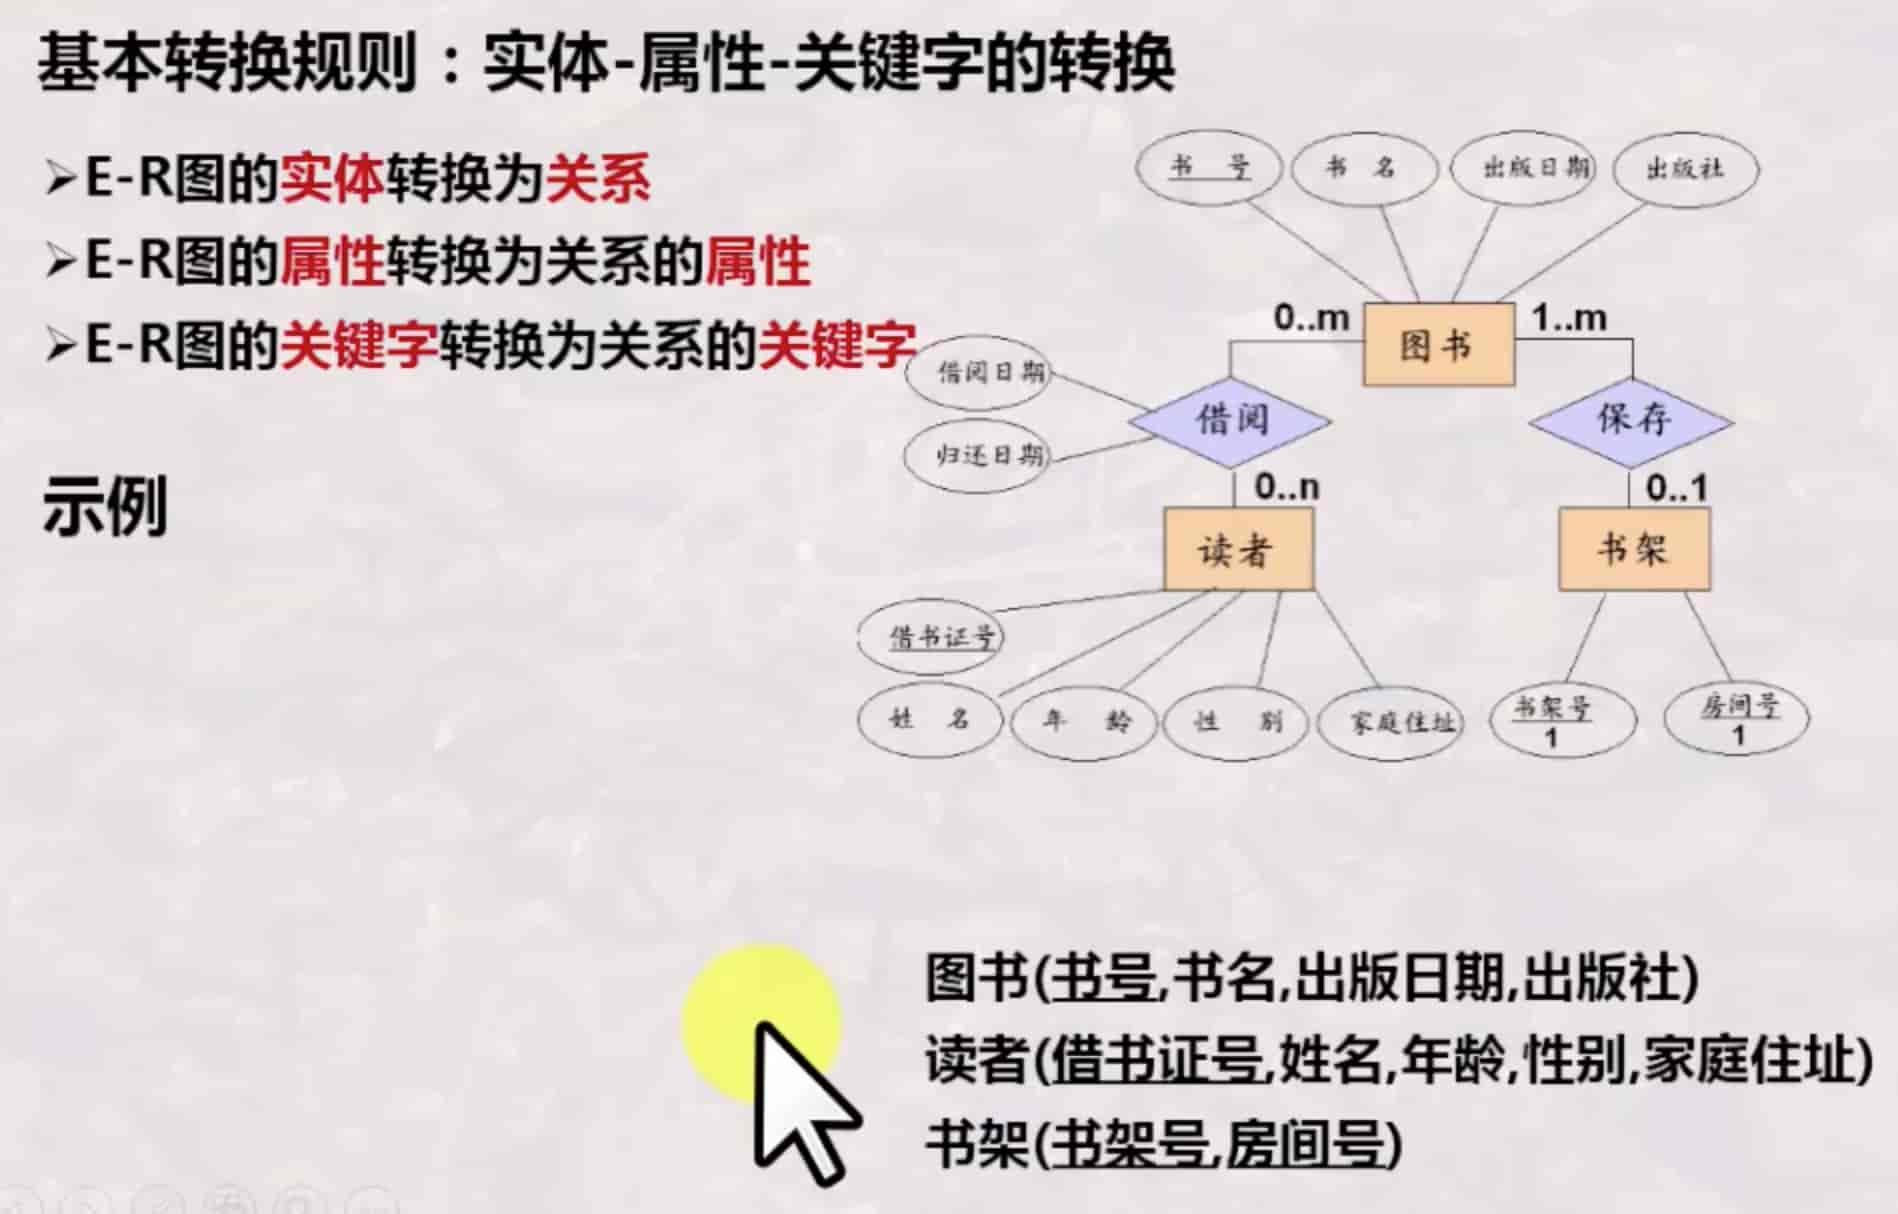 基本转换规则：实体-属性-关键字的转换
➢E-R图的实体转换为关系
➢E-R图的属性转换为关系的属性
➢E-R图的关键字转换为关系的关键字
示例
书 号
书 名
出版日期
出版社
0..m
图书
1..m
借阅日期
归还日期
借阅
保存
0..n
0..1
读者
书架
借书证号
姓 名
年 龄
性 别
家庭住址
书架号
1
房间号
1
图书(书号,书名,出版日期,出版社)
读者(借书证号,姓名,年龄,性别,家庭住址)
书架(书架号,房间号)